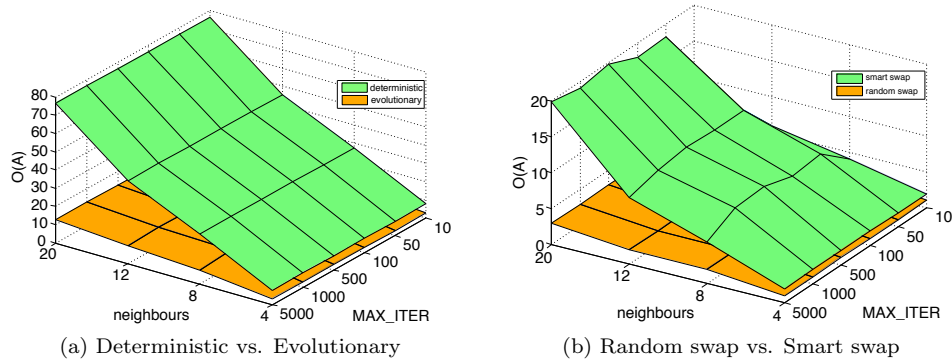 80
70
60
50
40
30
20
10
0
O(A)
20
12
8
4
neighbours
5000
1000
500
100
50
10
MAX_ITER
deterministic
evolutionary
(a) Deterministic vs. Evolutionary
20
15
10
5
0
O(A)
20
12
8
4
neighbours
5000
1000
500
100
50
10
MAX_ITER
smart swap
random swap
(b) Random swap vs. Smart swap